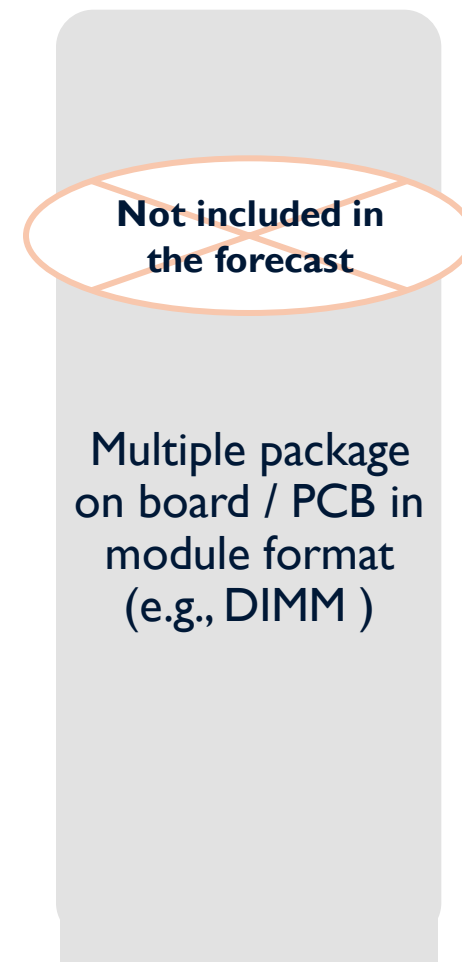 Not included in
the forecast
Multiple package
on board / PCB in
module format
(e.g., DIMM )